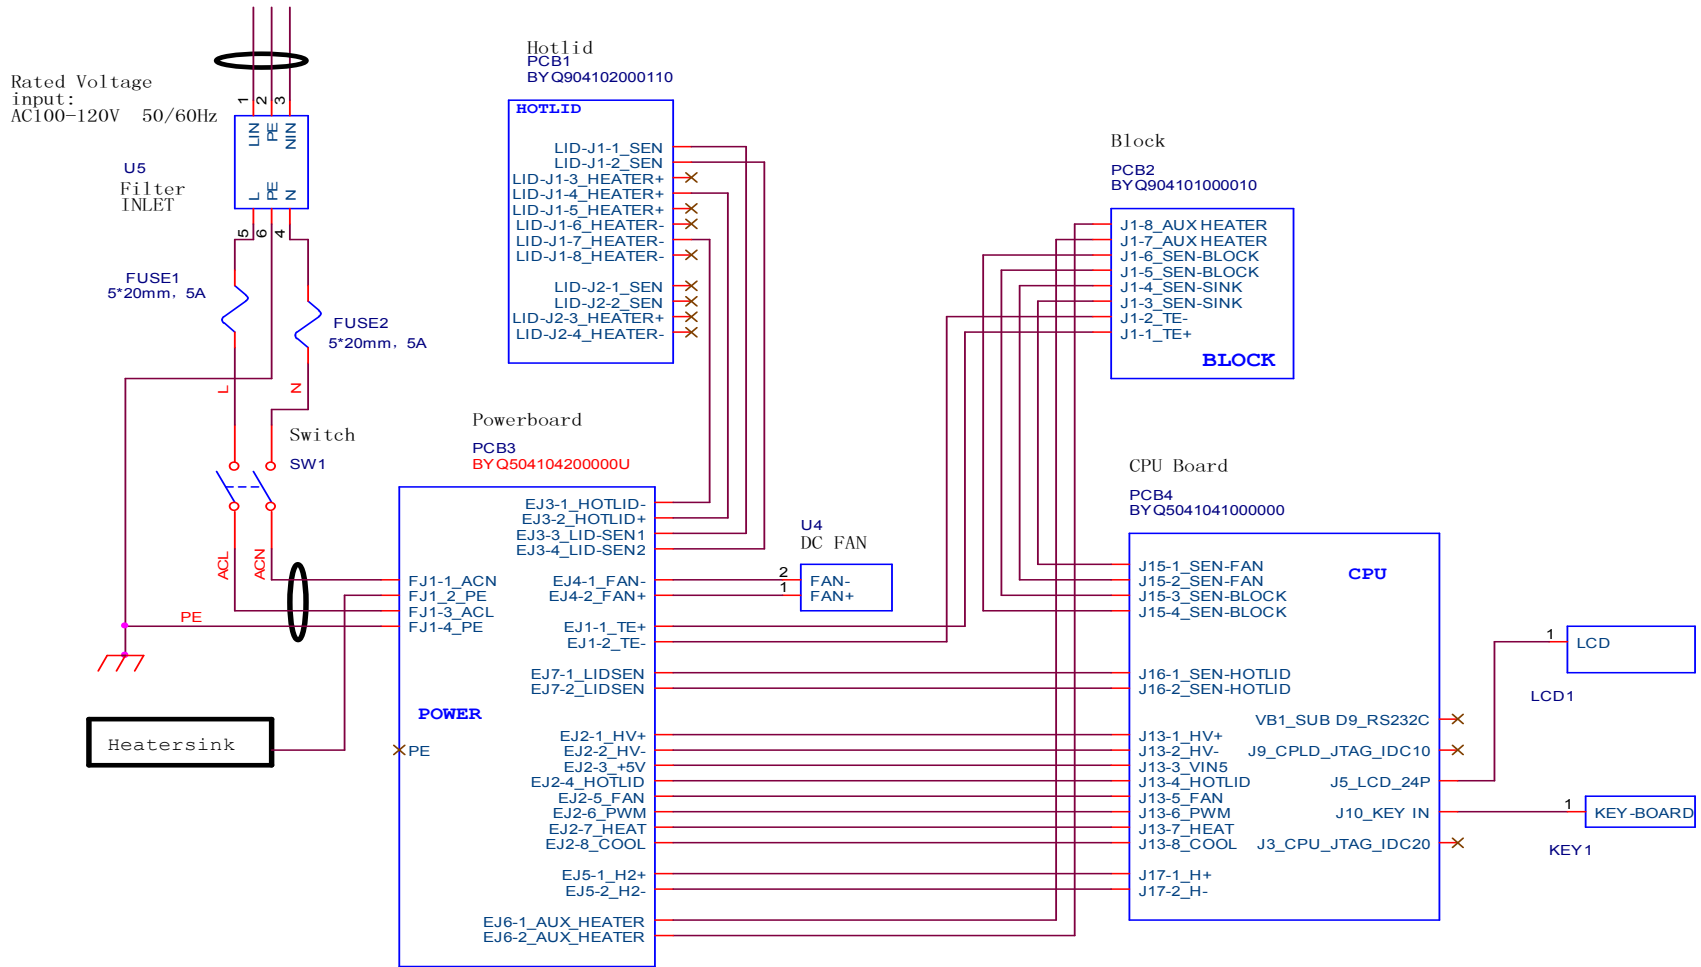 Rated Voltage
input:
AC100-120V 50/60Hz
1
2
3
LIN
PE
NIN
L
PE
N
5
6
4
U5
Filter
INLET
FUSE1
5*20mm, 5A
FUSE2
5*20mm, 5A
L
N
Switch
SW1
ACL
ACN
PE
Heatersink
Hotlid
PCB1
BYQ904102000110
HOTLID
LID-J1-1_SEN
LID-J1-2_SEN
LID-J1-3_HEATER+
LID-J1-4_HEATER+
LID-J1-5_HEATER+
LID-J1-6_HEATER-
LID-J1-7_HEATER-
LID-J1-8_HEATER-
LID-J2-1_SEN
LID-J2-2_SEN
LID-J2-3_HEATER+
LID-J2-4_HEATER-
Powerboard
PCB3
BYQ504104200000U
FJ1-1_ACN
FJ1_2_PE
FJ1-3_ACL
FJ1-4_PE
POWER
PE
EJ3-1_HOTLID-
EJ3-2_HOTLID+
EJ3-3_LID-SEN1
EJ3-4_LID-SEN2
EJ4-1_FAN-
EJ4-2_FAN+
EJ1-1_TE+
EJ1-2_TE-
EJ7-1_LIDSEN
EJ7-2_LIDSEN
EJ2-1_HV+
EJ2-2_HV-
EJ2-3_+5V
EJ2-4_HOTLID
EJ2-5_FAN
EJ2-6_PWM
EJ2-7_HEAT
EJ2-8_COOL
EJ5-1_H2+
EJ5-2_H2-
EJ6-1_AUX_HEATER
EJ6-2_AUX_HEATER
U4
DC FAN
2
1
FAN-
FAN+
Block
PCB2
BYQ904101000010
J1-8_AUX HEATER
J1-7_AUX HEATER
J1-6_SEN-BLOCK
J1-5_SEN-BLOCK
J1-4_SEN-SINK
J1-3_SEN-SINK
J1-2_TE-
J1-1_TE+
BLOCK
CPU Board
PCB4
BYQ5041041000000
CPU
J15-1_SEN-FAN
J15-2_SEN-FAN
J15-3_SEN-BLOCK
J15-4_SEN-BLOCK
J16-1_SEN-HOTLID
J16-2_SEN-HOTLID
J13-1_HV+
J13-2_HV-
J13-3_VIN5
J13-4_HOTLID
J13-5_FAN
J13-6_PWM
J13-7_HEAT
J13-8_COOL
J17-1_H+
J17-2_H-
VB1_SUB D9_RS232C
J9_CPLD_JTAG_IDC10
J5_LCD_24P
J10_KEY IN
J3_CPU_JTAG_IDC20
1
LCD
LCD1
1
KEY-BOARD
KEY1